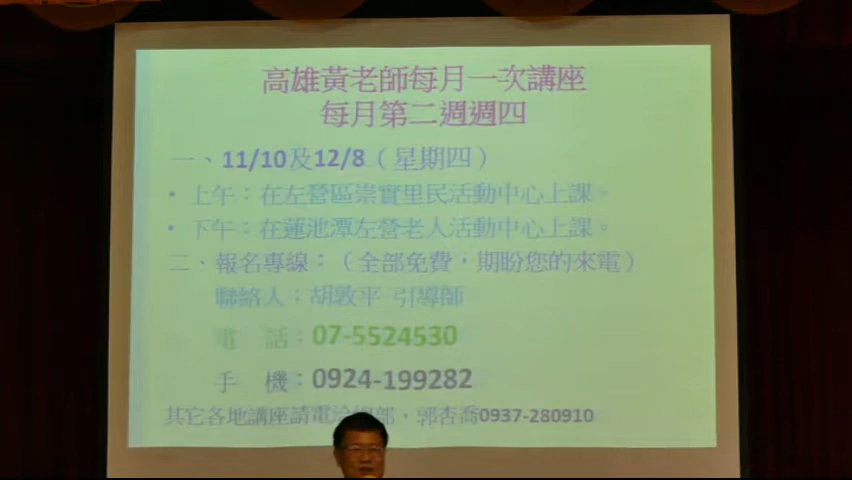 高雄黃老師每月一次講座
每月第二週週四
一、11/10及12/8（星期四）
• 上午：在左營區崇實里民活動中心上課。
• 下午：在蓮池潭左營老人活動中心上課。
二、報名專線：（全部免費，期盼您的來電）
聯絡人：胡敦平 引導師
電 話：07-5524530
手 機：0924-199282
其它各地講座請電洽總部、郭杏喬0937-280910